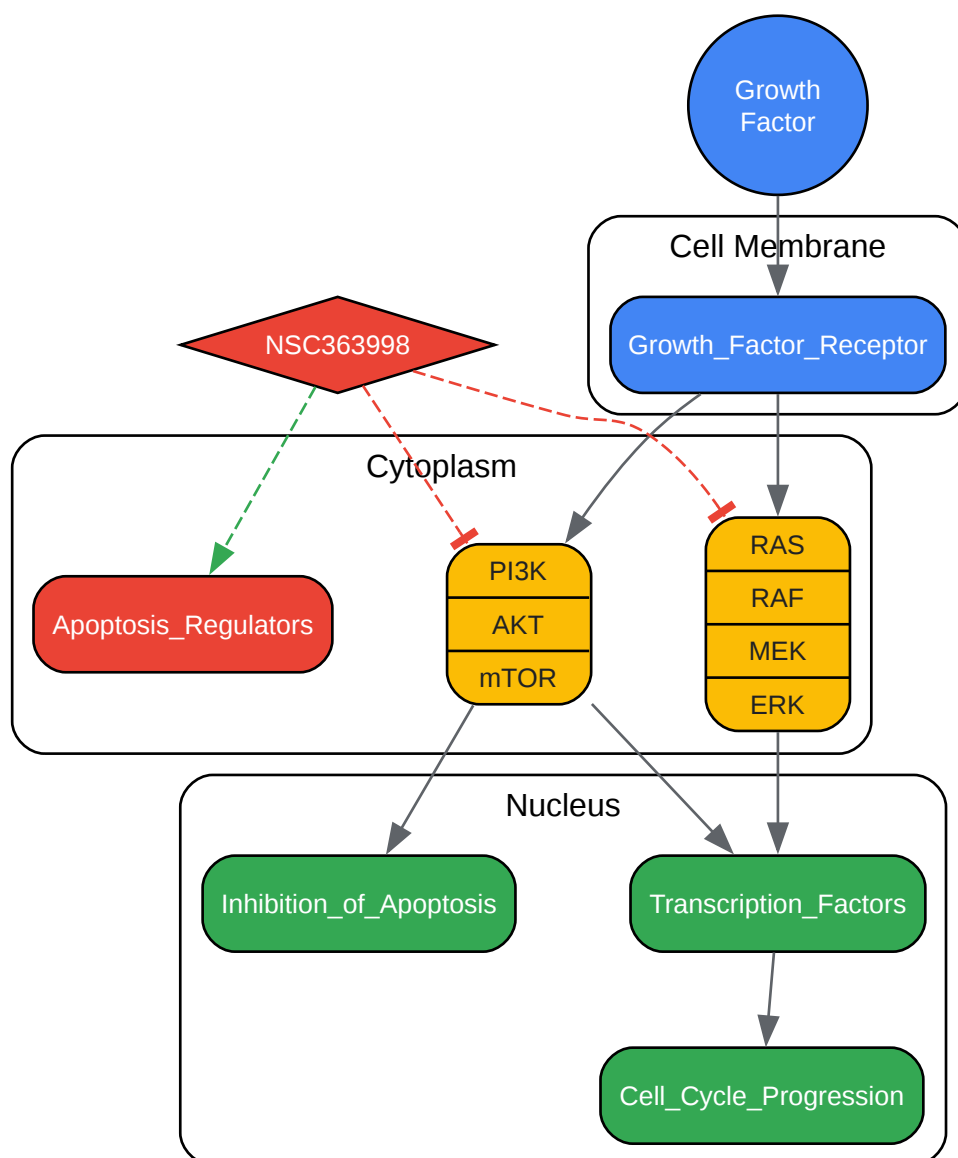 Growth
Factor
Cell Membrane
NSC363998
Growth_Factor_Receptor
Cytoplasm
PI3K
AKT
mTOR
RAS
RAF
MEK
ERK
Apoptosis_Regulators
Nucleus
Inhibition_of_Apoptosis
Transcription_Factors
Cell_Cycle_Progression